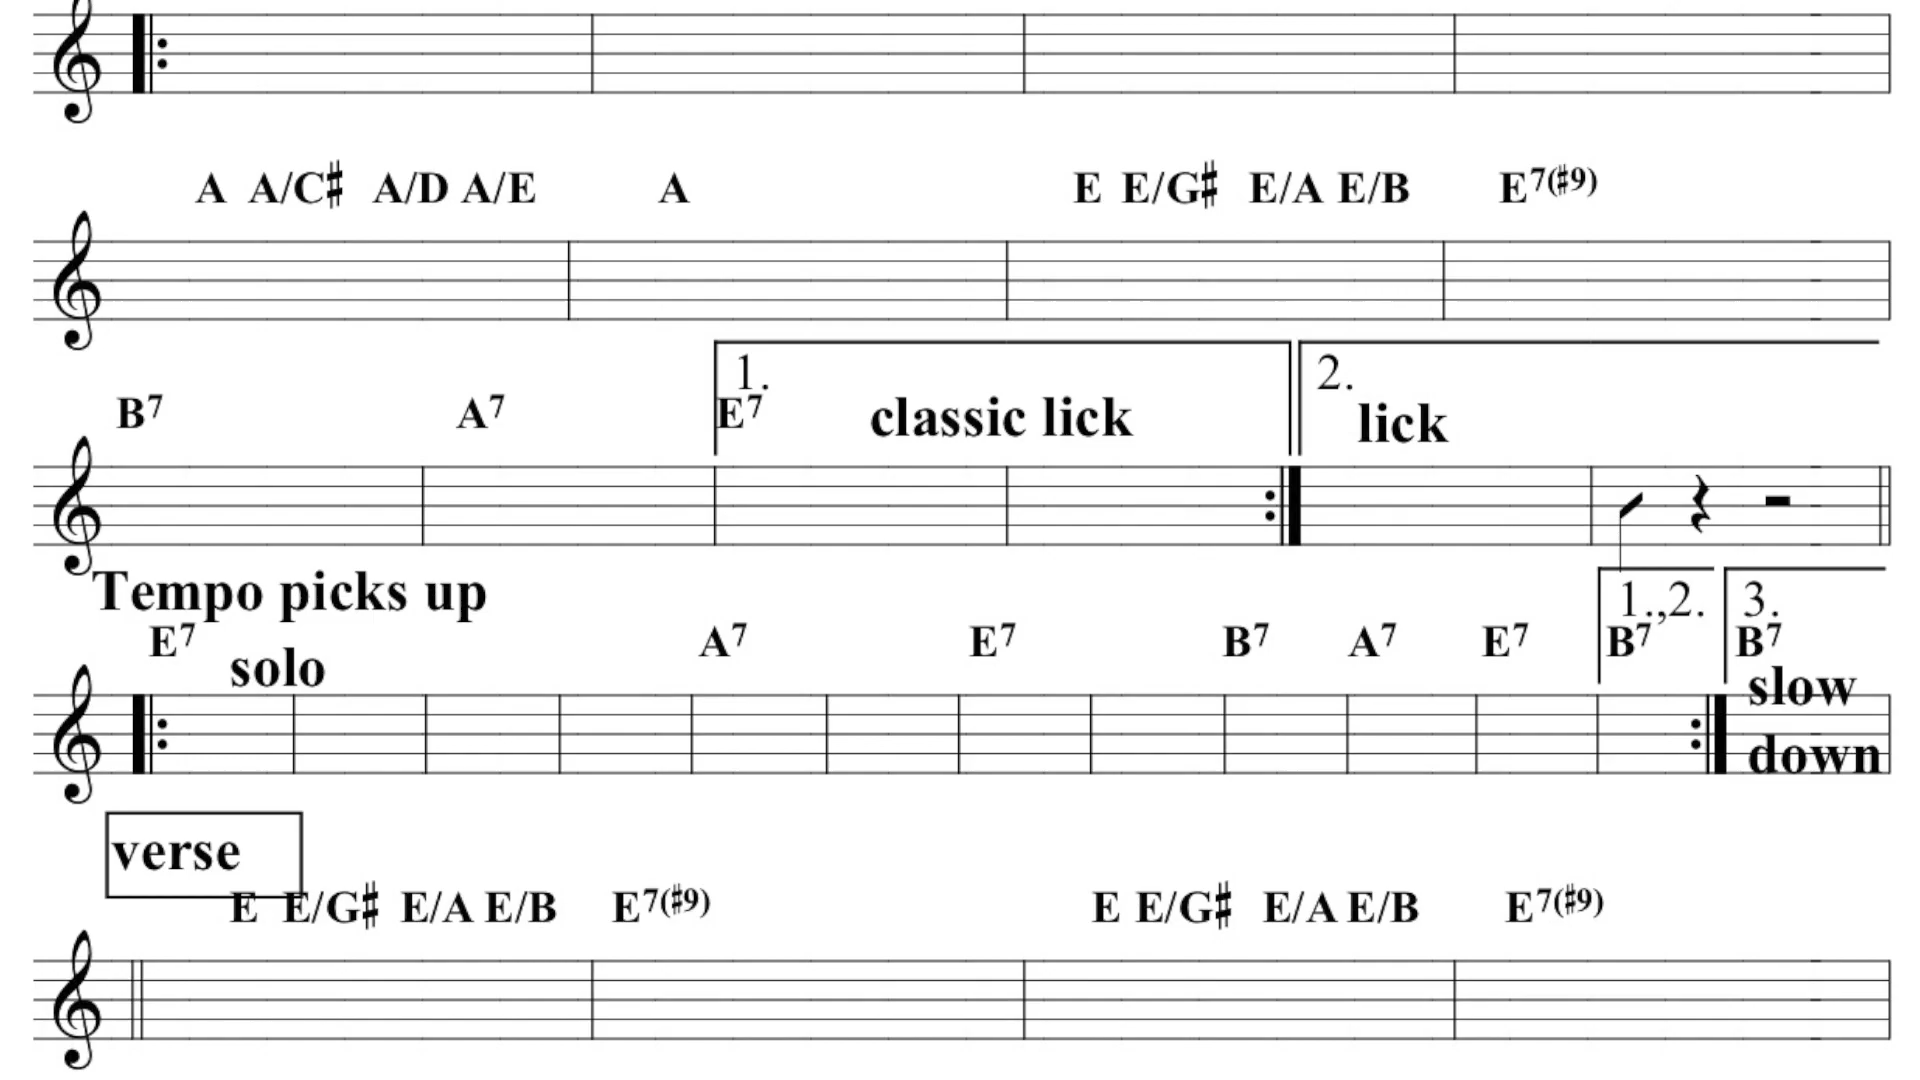 A A/C♯ A/D A/E A E E/G♯ E/A E/B E7(♯9)
1. 2.
B7 A7 E7 classic lick lick
Tempo picks up 1.,2. 3.
E7 A7 E7 B7 A7 E7 B7 B7
solo slow
down
verse
E E/G♯ E/A E/B E7(♯9) E E/G♯ E/A E/B E7(♯9)